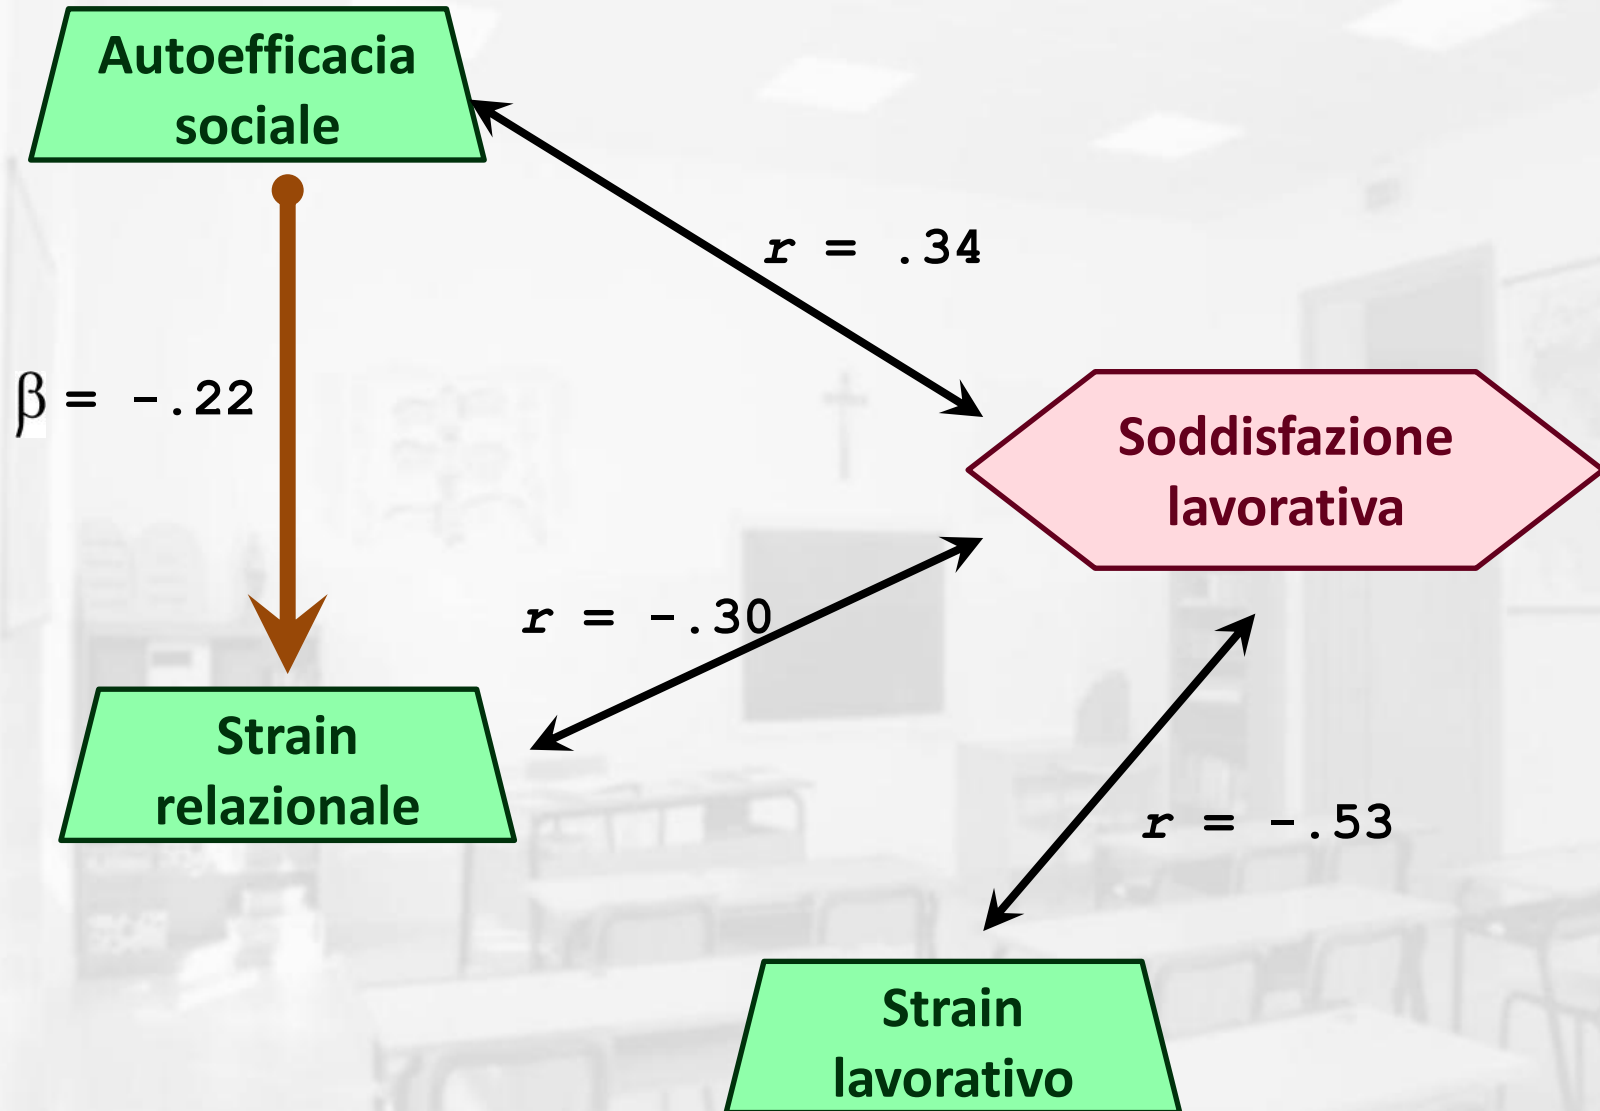 Autoefficacia
sociale
r = .34
β = -.22
Soddisfazione
lavorativa
r = -.30
Strain
relazionale
r = -.53
Strain
lavorativo